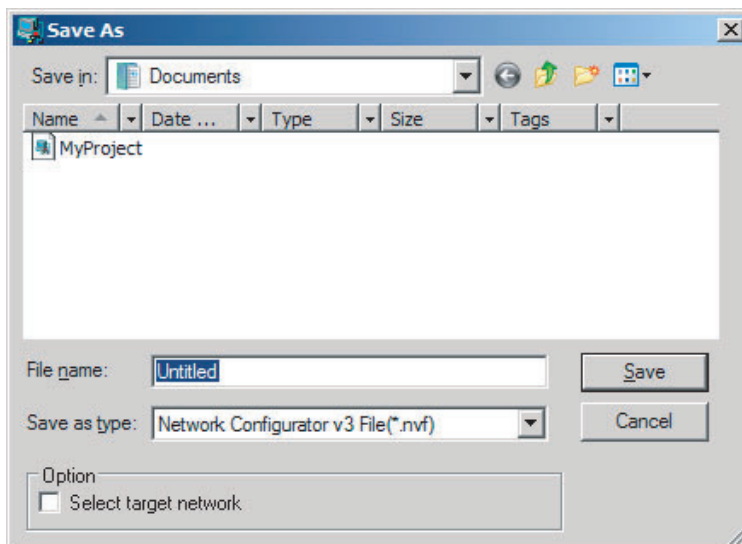 Save As
Save in: Documents
Name Date ... Type Size Tags
MyProject
File name: Untitled Save
Save as type: Network Configurator v3 File(*.nvf) Cancel
Option
Select target network